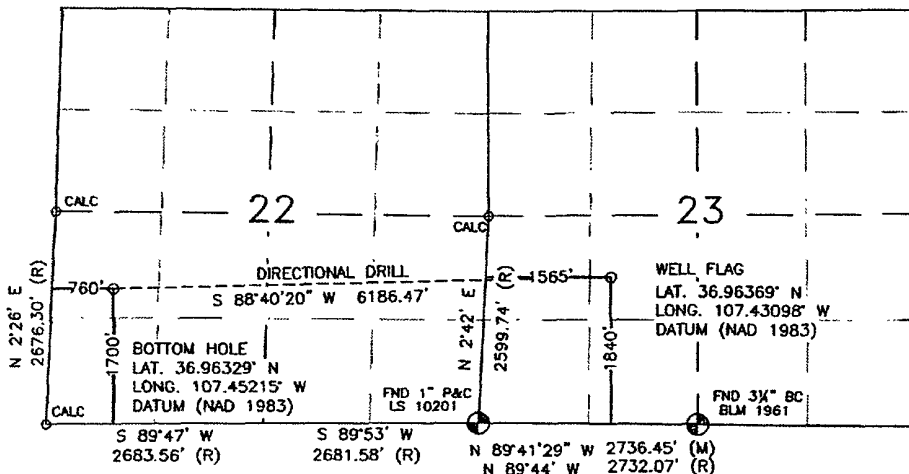 22
23
CALC
CALC
N 2°26' E
2676.30' (R)
760'
DIRECTIONAL DRILL
S 88°40'20" W 6186.47'
N 2°42' E
2599.74' (R)
1565'
WELL FLAG
LAT. 36.96369° N
LONG. 107.43098° W
DATUM (NAD 1983)
1700'
BOTTOM HOLE
LAT. 36.96329° N
LONG. 107.45215° W
DATUM (NAD 1983)
1840'
FND 1" P&C
LS 10201
FND 3¼" BC
BLM 1961
CALC
S 89°47' W
2683.56' (R)
S 89°53' W
2681.58' (R)
N 89°41'29" W 2736.45' (M)
N 89°44' W 2732.07' (R)